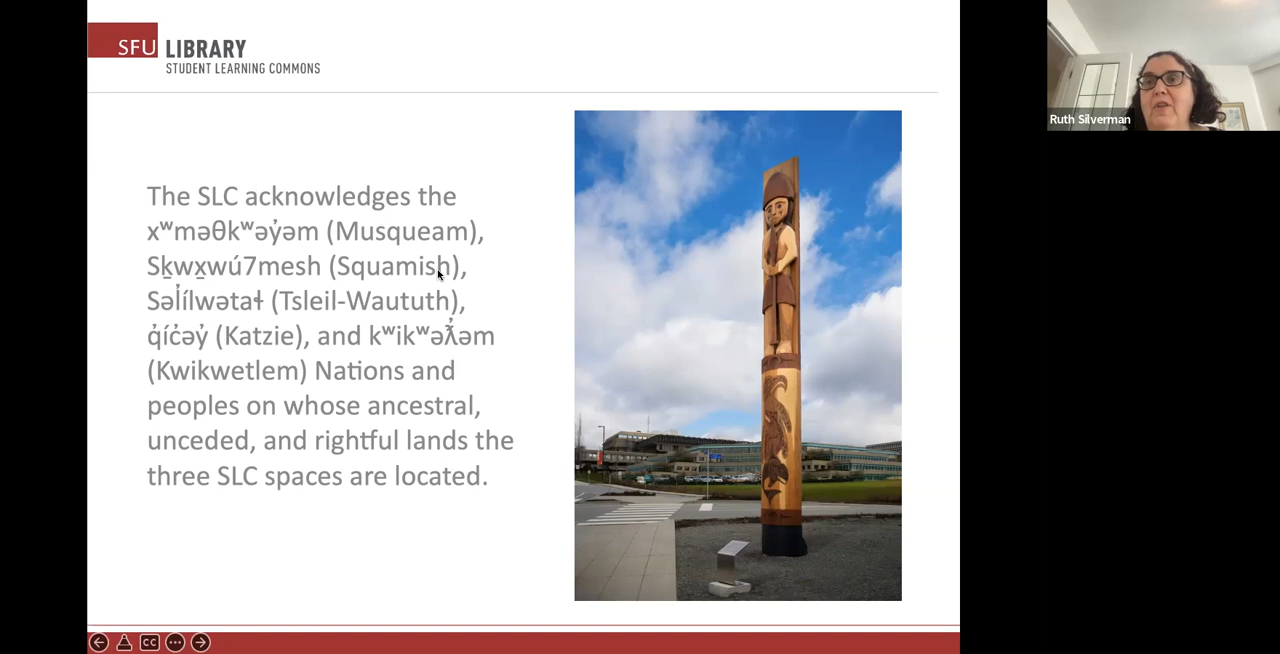 SFU LIBRARY
STUDENT LEARNING COMMONS
The SLC acknowledges the
xʷməθkʷəy̓əm (Musqueam),
Sḵwx̱wú7mesh (Squamish),
Səl̓ílwətaɬ (Tsleil-Waututh),
q̓íc̓əy̓ (Katzie), and kʷikʷəƛ̓əm
(Kwikwetlem) Nations and
peoples on whose ancestral,
unceded, and rightful lands the
three SLC spaces are located.
Ruth Silverman
CC